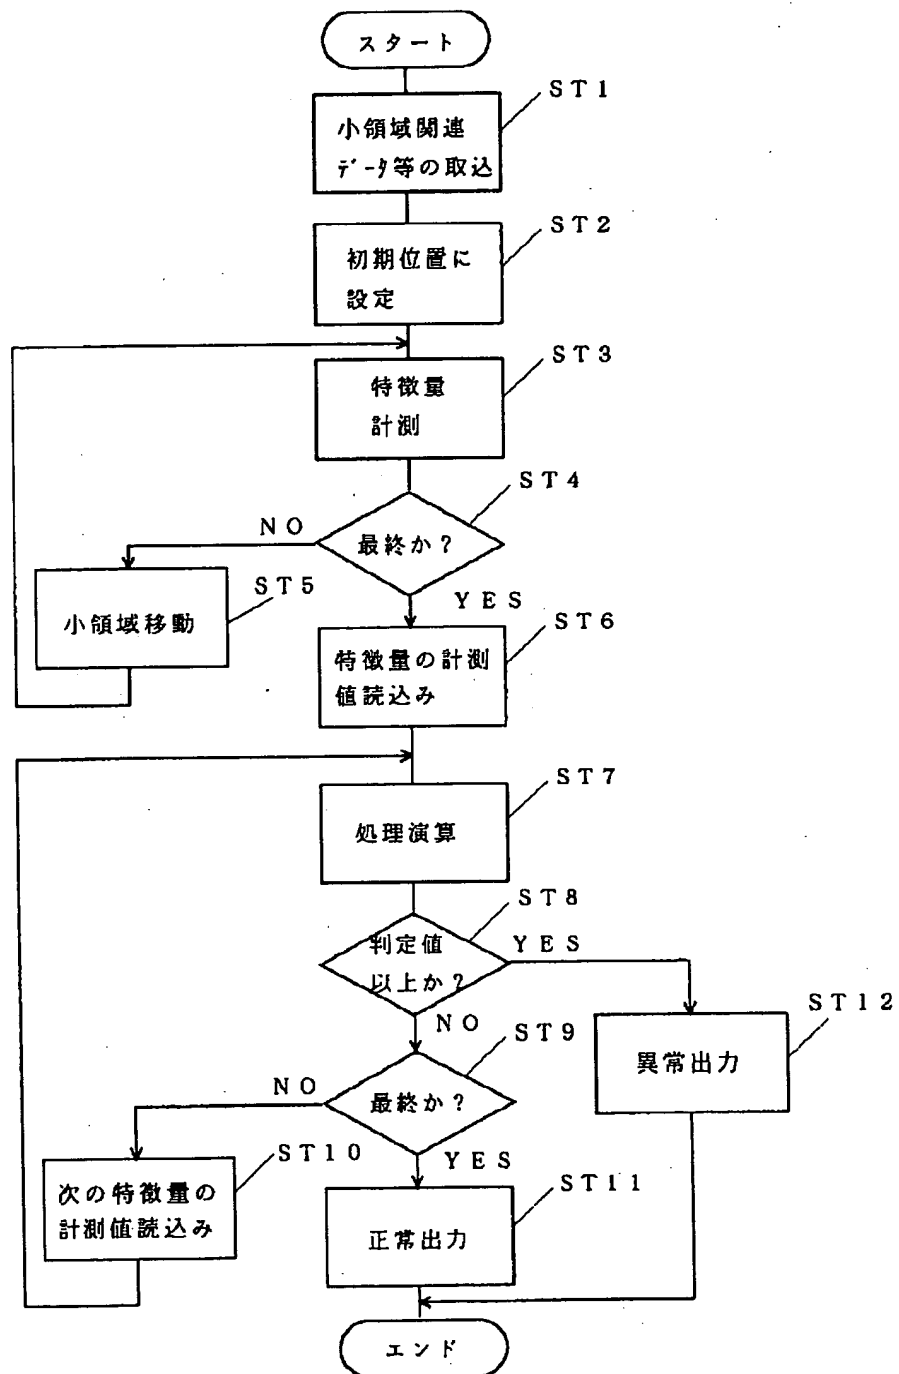 スタート
ST1
小領域関連
データ等の取込
ST2
初期位置に
設定
ST3
特徴量
計測
ST4
最終か?
NO
YES
ST5
小領域移動
ST6
特徴量の計測
値読込み
ST7
処理演算
ST8
判定値
以上か?
YES
NO
ST12
異常出力
ST9
最終か?
NO
YES
ST10
次の特徴量の
計測値読込み
ST11
正常出力
エンド